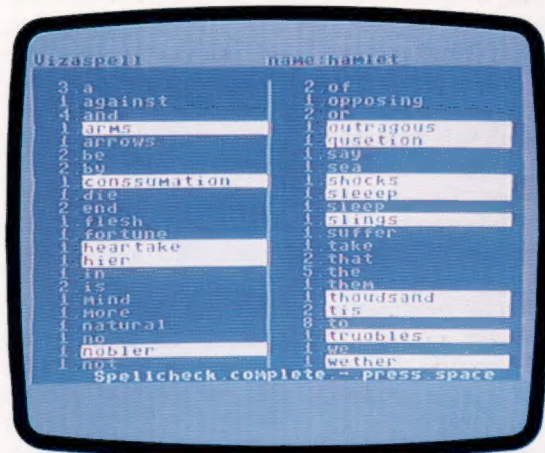 Vizaspell name:hamlet
3 a
1 against
4 and
1 arms
1 arrows
2 be
2 by
1 conssumation
1 die
2 end
1 flesh
1 fortune
1 heartake
1 hier
1 in
2 is
1 mind
1 more
1 natural
1 no
1 nobler
1 not
2 of
1 opposing
2 or
1 outragous
1 qusetion
1 say
1 sea
1 shocks
1 sleeep
1 sleep
1 slings
1 suffer
1 take
2 that
5 the
1 them
1 thoudsand
2 tis
8 to
1 truobles
1 we
1 wether
Spellcheck complete - press space